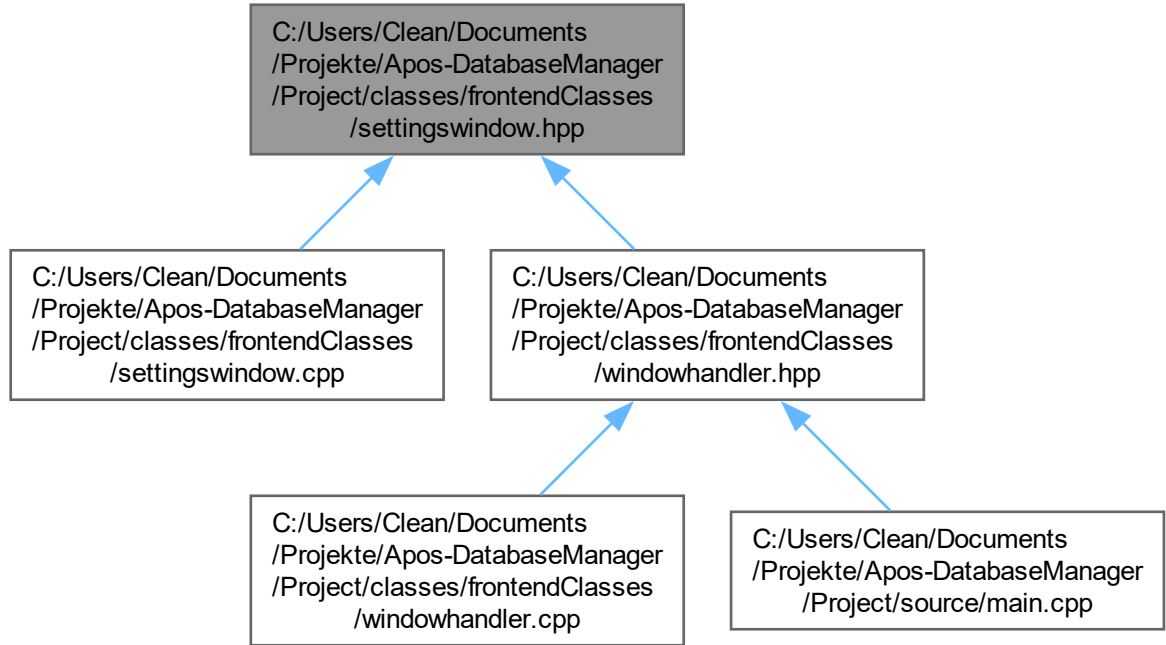 C:/Users/Clean/Documents
/Projekte/Apos-DatabaseManager
/Project/classes/frontendClasses
/settingswindow.hpp
C:/Users/Clean/Documents
/Projekte/Apos-DatabaseManager
/Project/classes/frontendClasses
/settingswindow.cpp
C:/Users/Clean/Documents
/Projekte/Apos-DatabaseManager
/Project/classes/frontendClasses
/windowhandler.hpp
C:/Users/Clean/Documents
/Projekte/Apos-DatabaseManager
/Project/classes/frontendClasses
/windowhandler.cpp
C:/Users/Clean/Documents
/Projekte/Apos-DatabaseManager
/Project/source/main.cpp